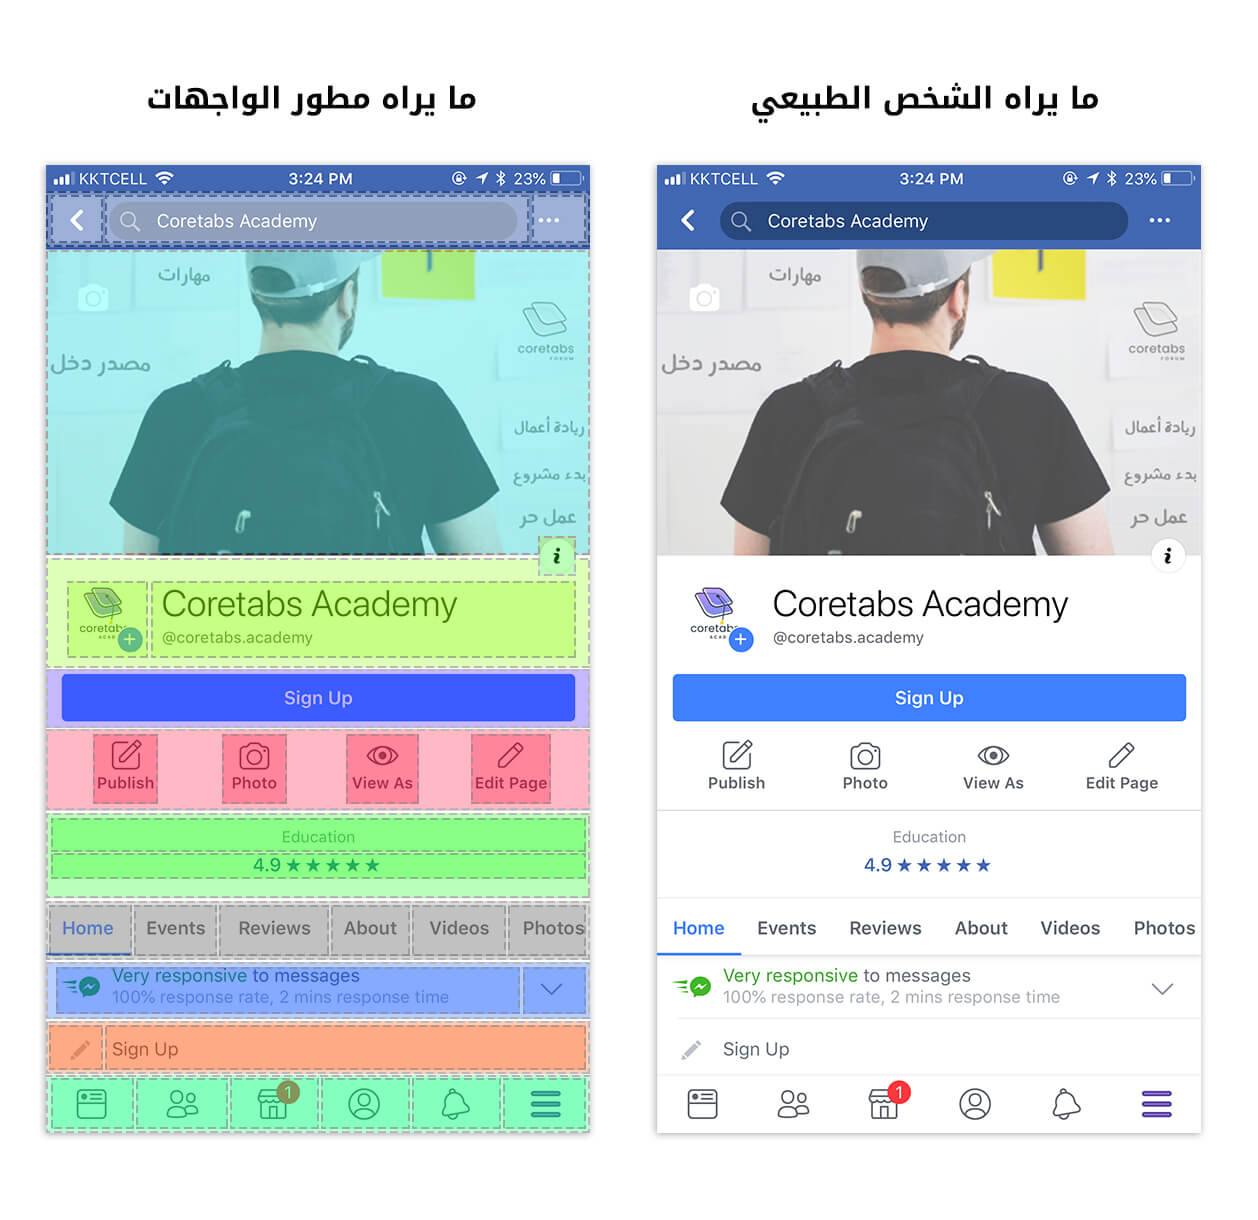 ما يراه الشخص الطبيعي
KKTCELL 3:24 PM 23%
Coretabs Academy
مهارات
coretabs
FORUM
مصدر دخل
ريادة أعمال
بدء مشروع
عمل حر
i
coretabs
ACAD
Coretabs Academy
@coretabs.academy
Sign Up
Publish Photo View As Edit Page
Education
4.9 ★★★★★
Home Events Reviews About Videos Photos
Very responsive to messages
100% response rate, 2 mins response time
Sign Up
1
ما يراه مطور الواجهات
KKTCELL 3:24 PM 23%
Coretabs Academy
مهارات
coretabs
FORUM
مصدر دخل
ريادة أعمال
بدء مشروع
عمل حر
i
coretabs
ACAD
Coretabs Academy
@coretabs.academy
Sign Up
Publish Photo View As Edit Page
Education
4.9 ★★★★★
Home Events Reviews About Videos Photos
Very responsive to messages
100% response rate, 2 mins response time
Sign Up
1